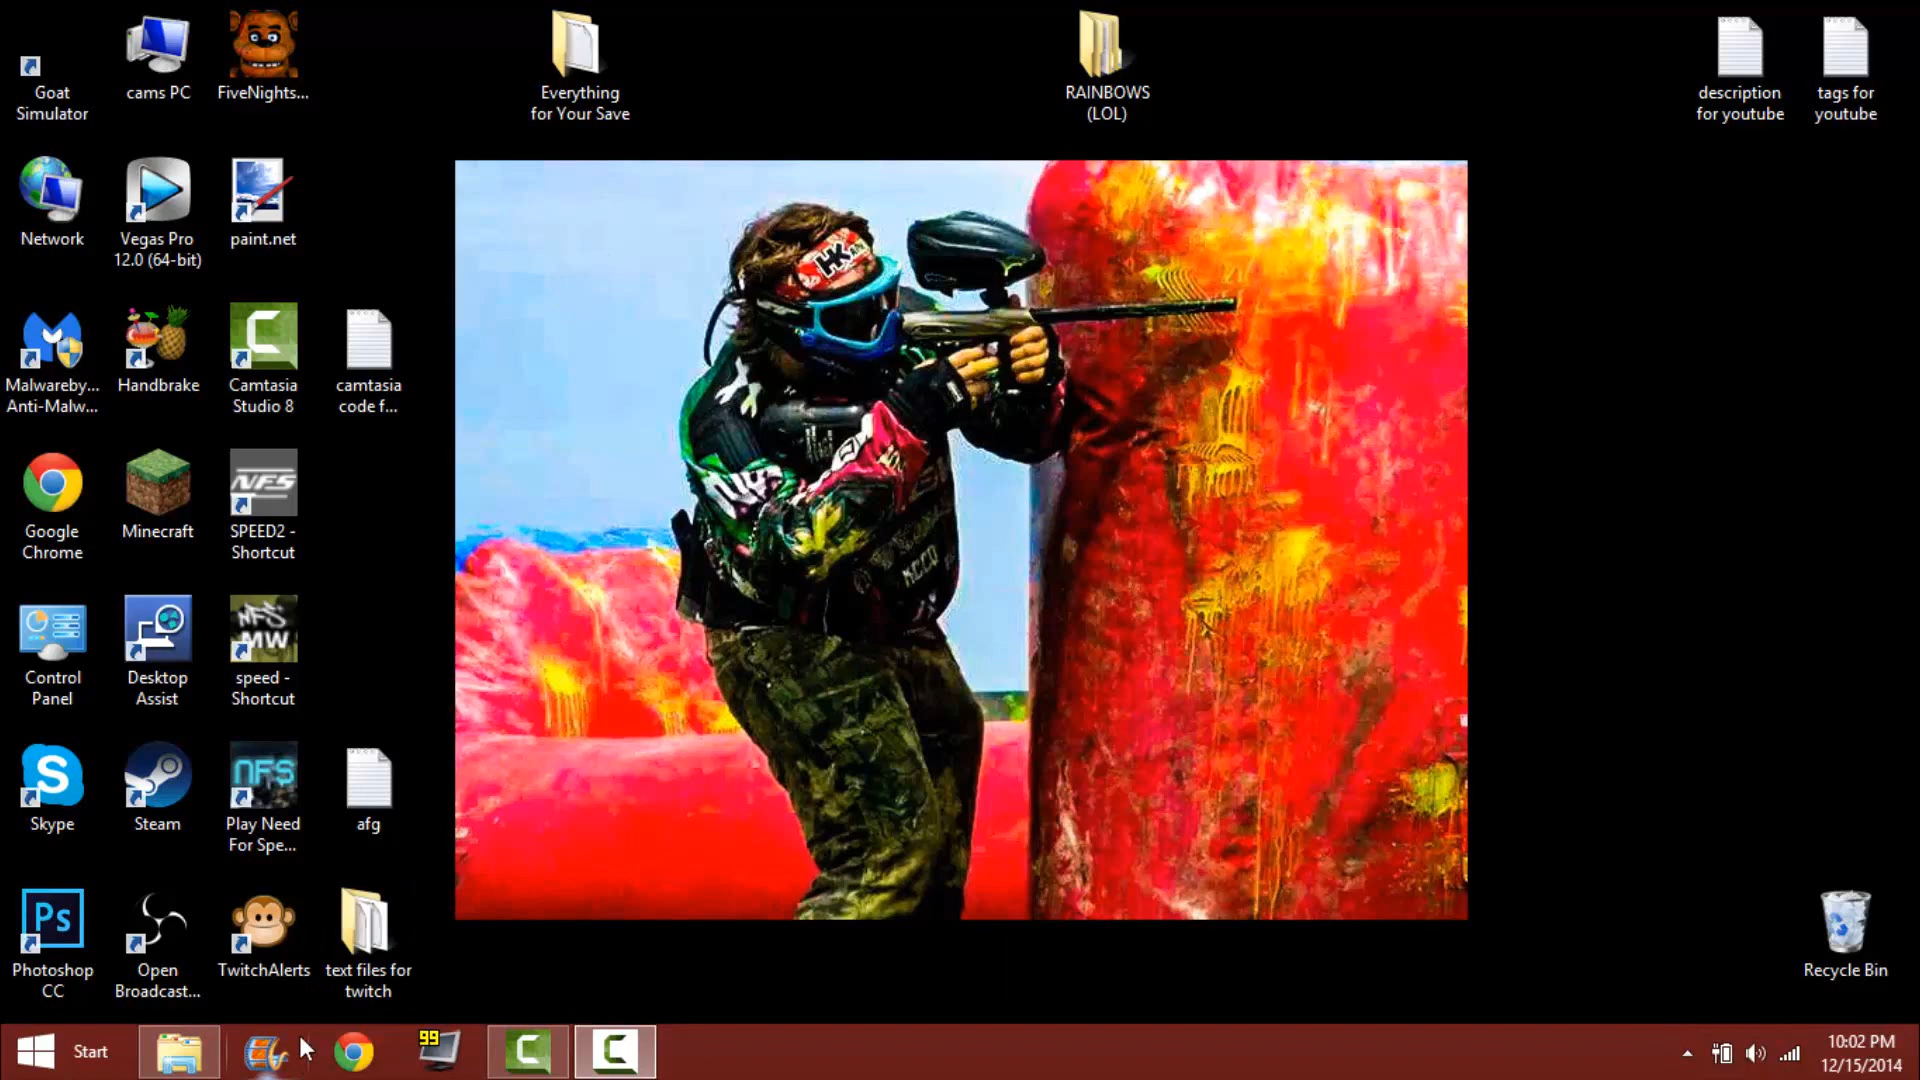 Goat
Simulator
cams PC
FiveNights...
Everything
for Your Save
RAINBOWS
(LOL)
description
for youtube
tags for
youtube
Network
Vegas Pro
12.0 (64-bit)
paint.net
HK
Malwareby...
Anti-Malw...
Handbrake
Camtasia
Studio 8
camtasia
code f...
Google
Chrome
Minecraft
NFS
SPEED2 -
Shortcut
Control
Panel
Desktop
Assist
NFS
MW
speed -
Shortcut
S
Skype
Steam
NFS
Play Need
For Spe...
afg
Ps
Photoshop
CC
Open
Broadcast...
TwitchAlerts
text files for
twitch
Recycle Bin
Start
99
C
C
10:02 PM
12/15/2014